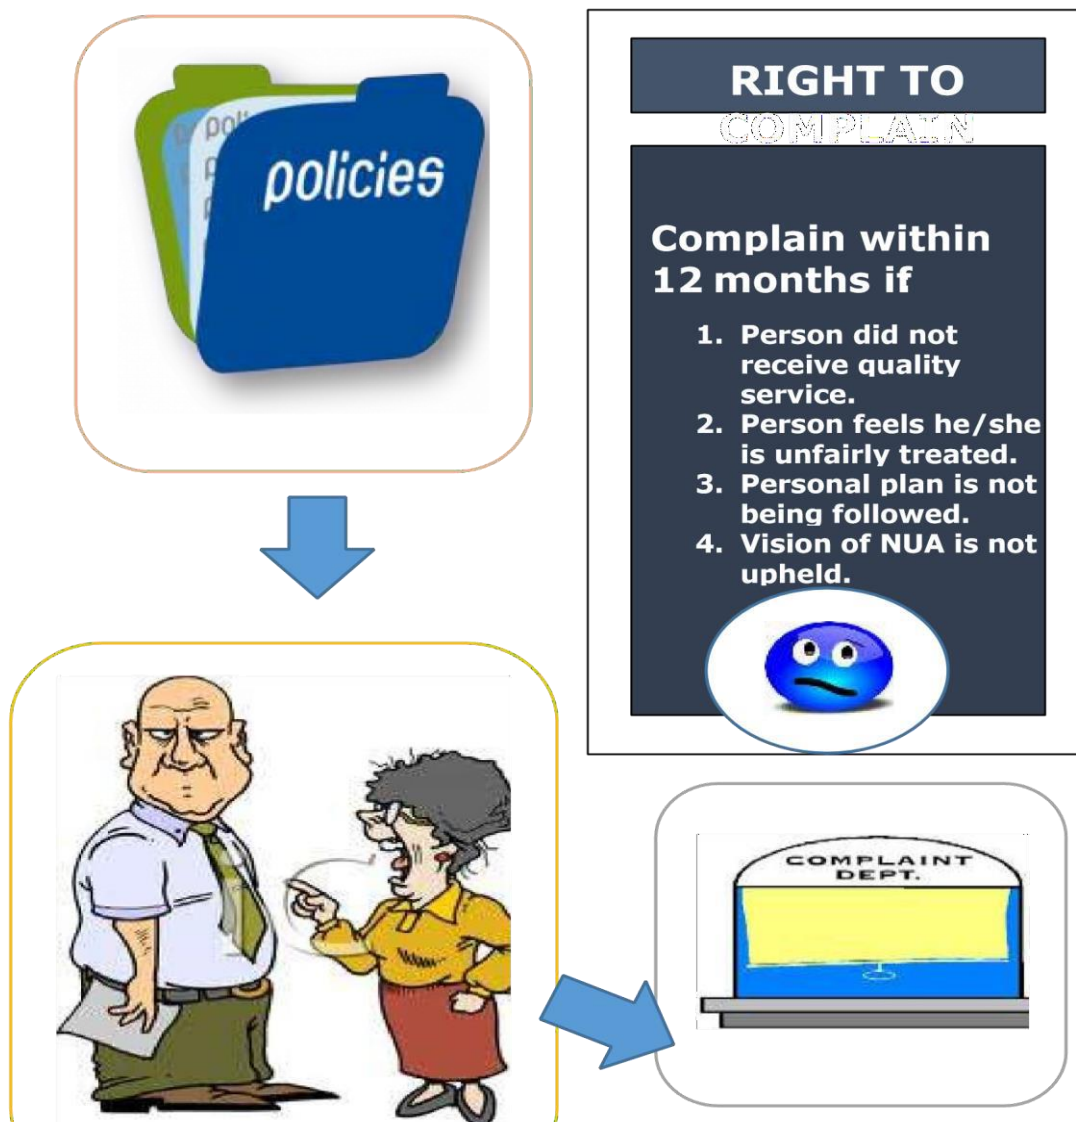 policies
RIGHT TO
COMPLAIN
Complain within
12 months if
1. Person did not
receive quality
service.
2. Person feels he/she
is unfairly treated.
3. Personal plan is not
being followed.
4. Vision of NUA is not
upheld.
COMPLAINT
DEPT.